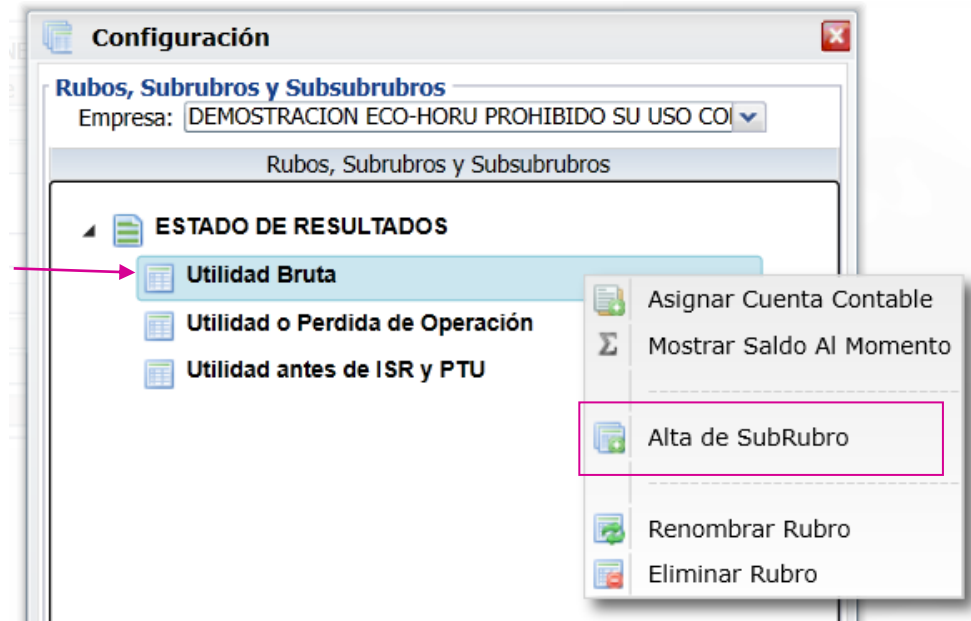 Configuración
Rubos, Subrubros y Subsubrubros
Empresa: DEMOSTRACION ECO-HORU PROHIBIDO SU USO CO
Rubos, Subrubros y Subsubrubros
ESTADO DE RESULTADOS
Utilidad Bruta
Utilidad o Perdida de Operación
Utilidad antes de ISR y PTU
Asignar Cuenta Contable
Σ Mostrar Saldo Al Momento
Alta de SubRubro
Renombrar Rubro
Eliminar Rubro